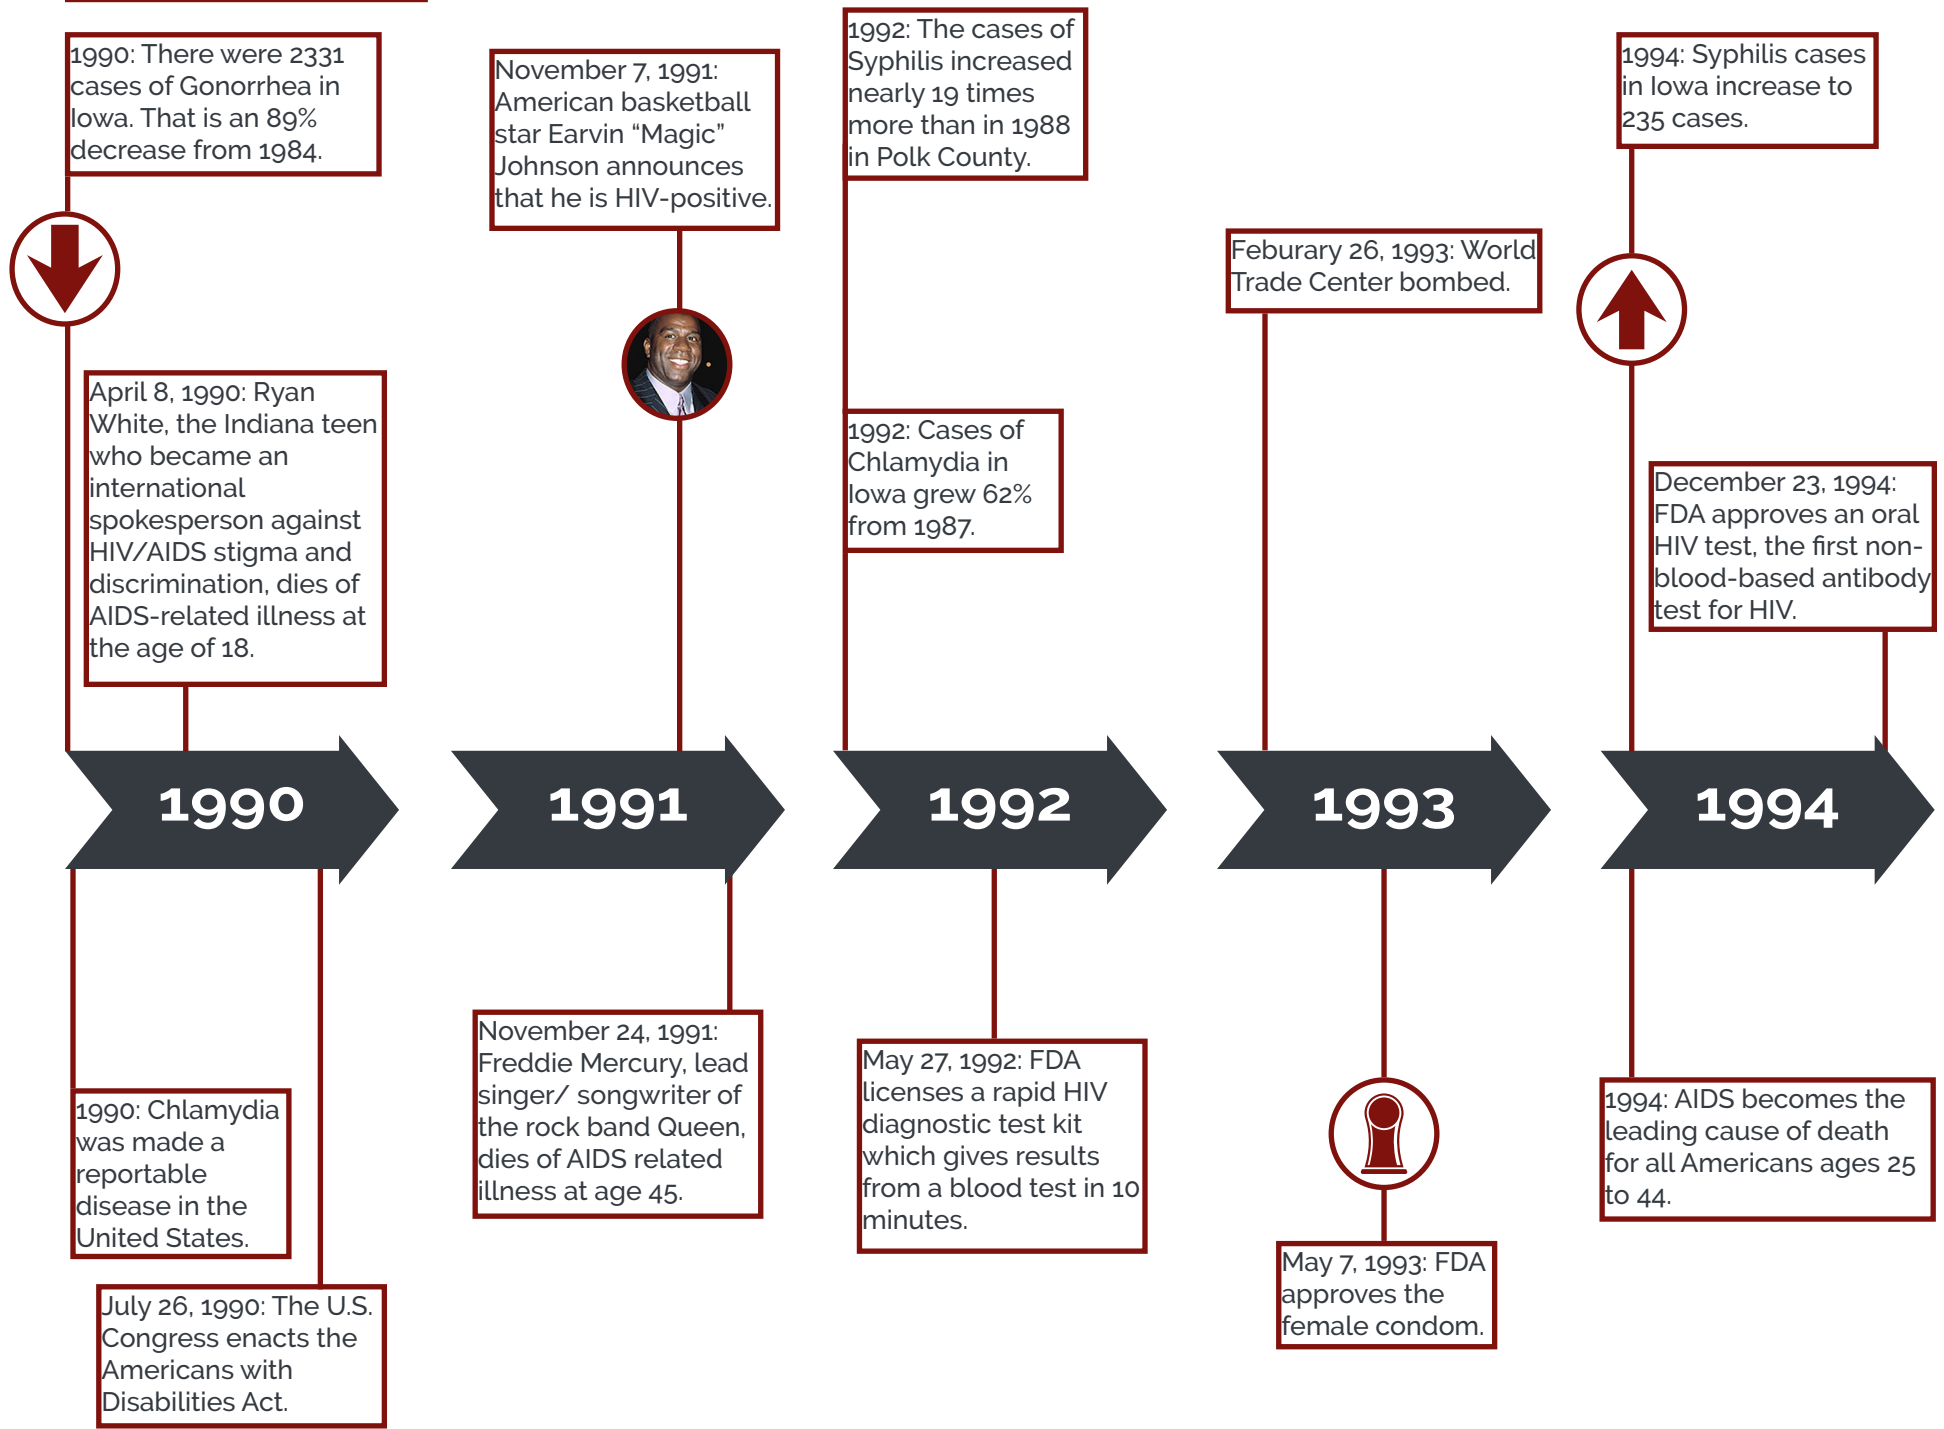 1990: There were 2331
cases of Gonorrhea in
Iowa. That is an 89%
decrease from 1984.
April 8, 1990: Ryan
White, the Indiana teen
who became an
international
spokesperson against
HIV/AIDS stigma and
discrimination, dies of
AIDS-related illness at
the age of 18.
November 7, 1991:
American basketball
star Earvin “Magic”
Johnson announces
that he is HIV-positive.
1992: The cases of
Syphilis increased
nearly 19 times
more than in 1988
in Polk County.
1992: Cases of
Chlamydia in
Iowa grew 62%
from 1987.
Feburary 26, 1993: World
Trade Center bombed.
1994: Syphilis cases
in Iowa increase to
235 cases.
December 23, 1994:
FDA approves an oral
HIV test, the first non-
blood-based antibody
test for HIV.
1990
1991
1992
1993
1994
1990: Chlamydia
was made a
reportable
disease in the
United States.
July 26, 1990: The U.S.
Congress enacts the
Americans with
Disabilities Act.
November 24, 1991:
Freddie Mercury, lead
singer/ songwriter of
the rock band Queen,
dies of AIDS related
illness at age 45.
May 27, 1992: FDA
licenses a rapid HIV
diagnostic test kit
which gives results
from a blood test in 10
minutes.
May 7, 1993: FDA
approves the
female condom.
1994: AIDS becomes the
leading cause of death
for all Americans ages 25
to 44.